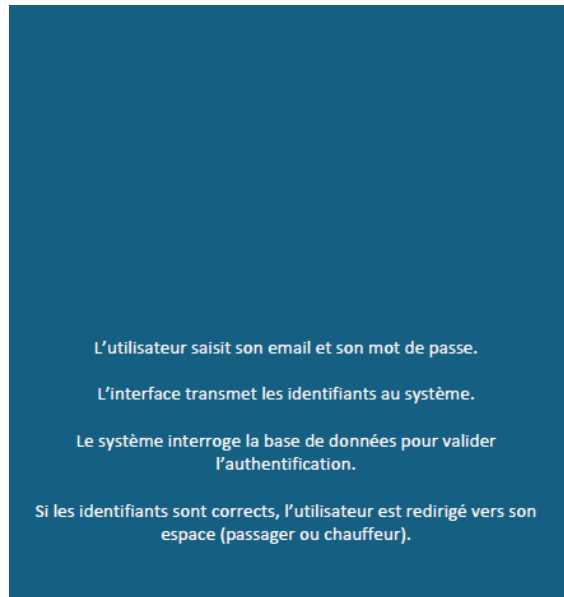 L’utilisateur saisit son email et son mot de passe.
L’interface transmet les identifiants au système.
Le système interroge la base de données pour valider
l’authentification.
Si les identifiants sont corrects, l’utilisateur est redirigé vers son
espace (passager ou chauffeur).